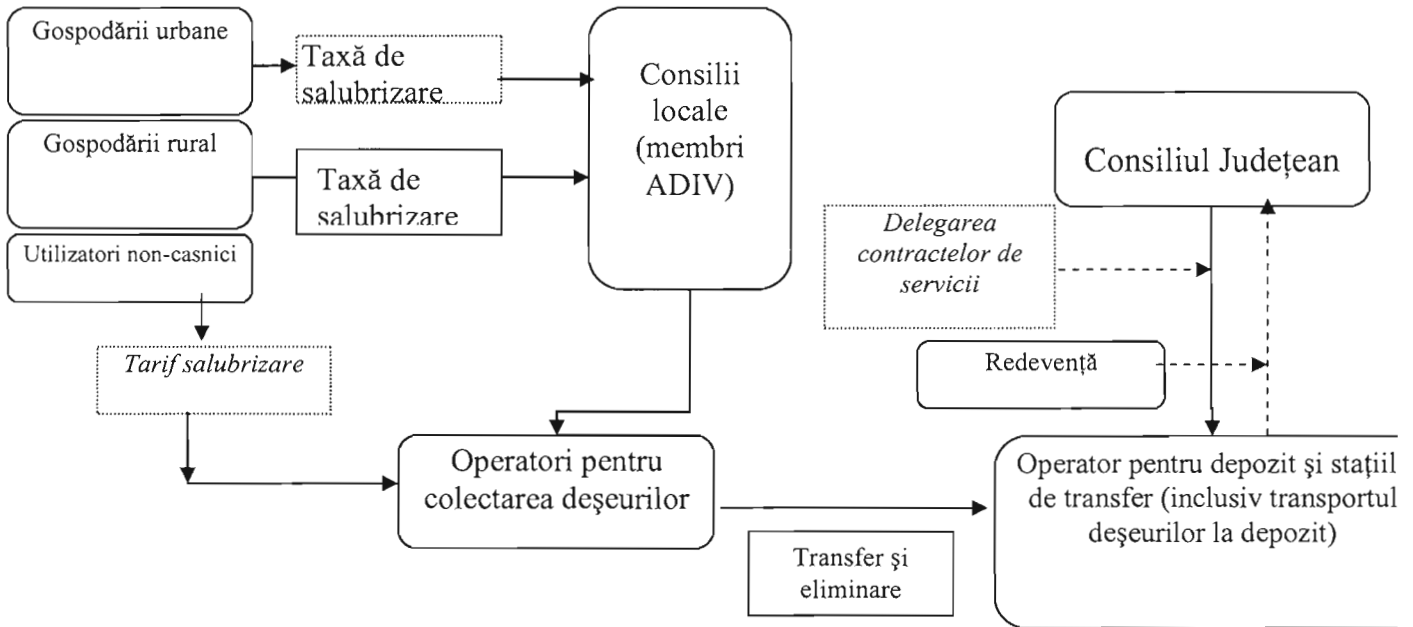 Gospodării urbane
Taxă de
salubrizare
Gospodării rural
Taxă de
salubrizare
Utilizatori non-casnici
Tarif salubrizare
Consilii
locale
(membri
ADIV)
Consiliul Județean
Delegarea
contractelor de
servicii
Redevență
Operatori pentru
colectarea deşeurilor
Transfer şi
eliminare
Operator pentru depozit şi stațiil
de transfer (inclusiv transportul
deşeurilor la depozit)